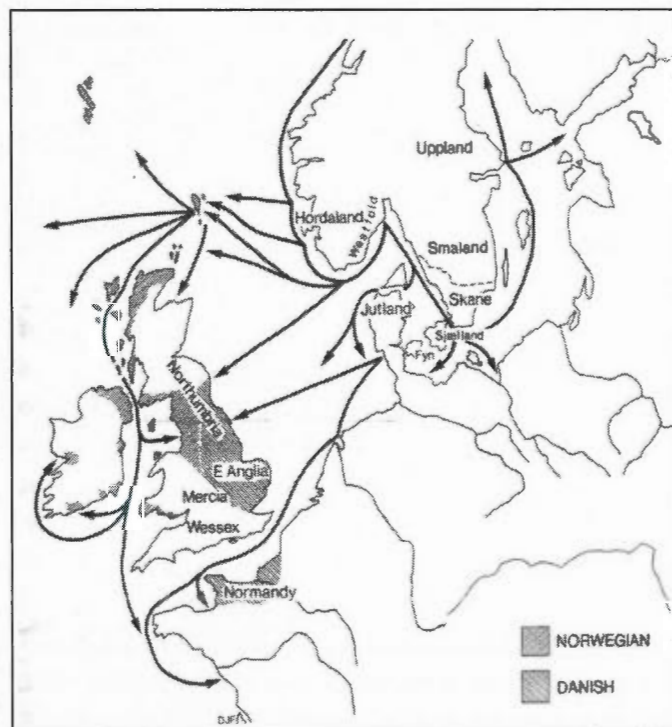 Uppland
Hordaland
Westfold
Smaland
Skane
Jutland
Sjælland
Fyn
Northumbria
E Anglia
Mercia
Wessex
Normandy
NORWEGIAN
DANISH